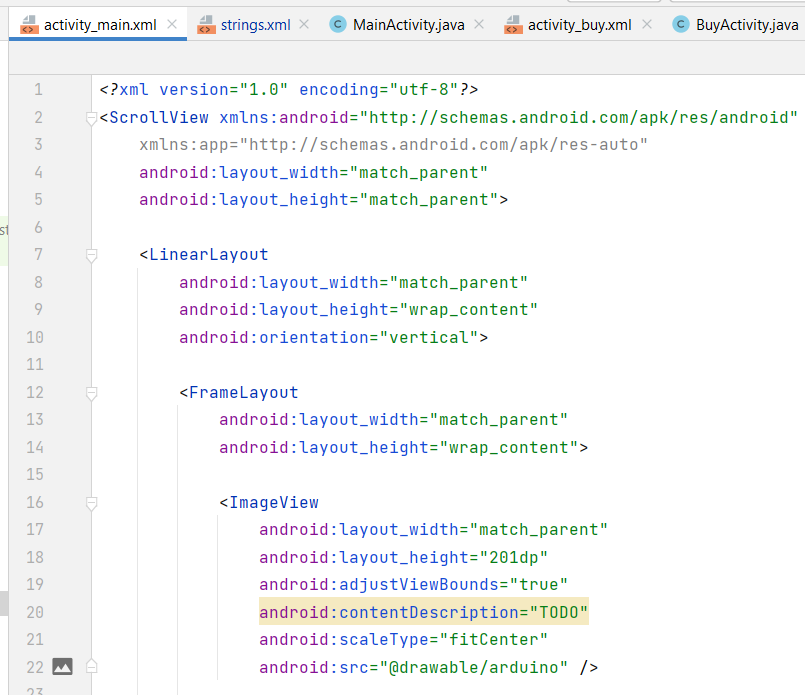 activity_main.xml strings.xml C MainActivity.java activity_buy.xml C BuyActivity.java
1 <?xml version="1.0" encoding="utf-8"?>
2 <ScrollView xmlns:android="http://schemas.android.com/apk/res/android"
3 xmlns:app="http://schemas.android.com/apk/res-auto"
4 android:layout_width="match_parent"
5 android:layout_height="match_parent">
6
7 <LinearLayout
8 android:layout_width="match_parent"
9 android:layout_height="wrap_content"
10 android:orientation="vertical">
11
12 <FrameLayout
13 android:layout_width="match_parent"
14 android:layout_height="wrap_content">
15
16 <ImageView
17 android:layout_width="match_parent"
18 android:layout_height="201dp"
19 android:adjustViewBounds="true"
20 android:contentDescription="TODO"
21 android:scaleType="fitCenter"
22 android:src="@drawable/arduino" />
23